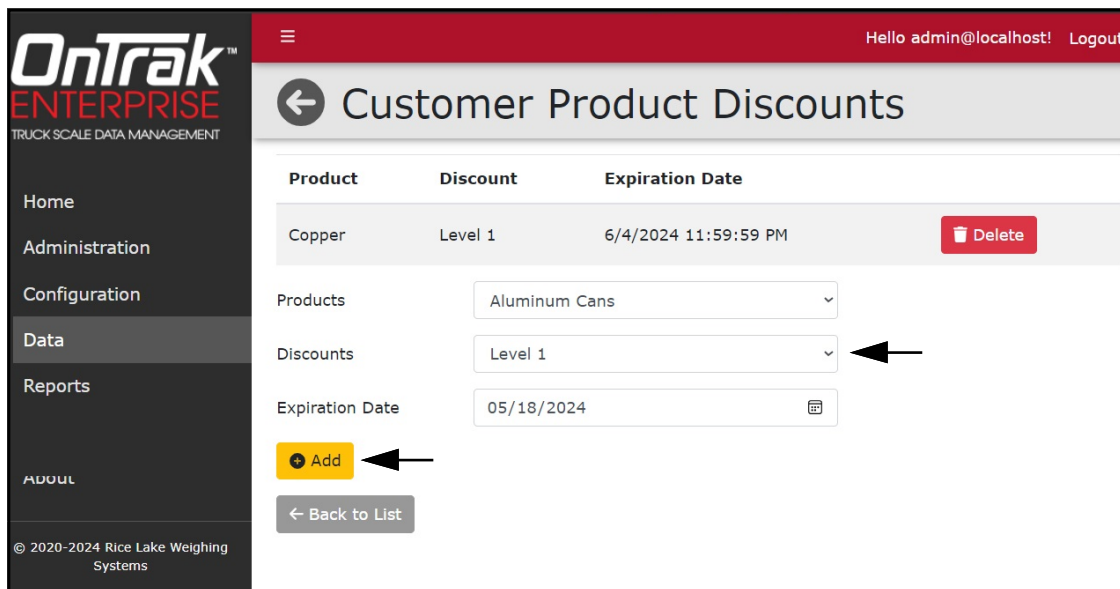 OnTrak™
ENTERPRISE
TRUCK SCALE DATA MANAGEMENT
Home
Administration
Configuration
Data
Reports
About
© 2020-2024 Rice Lake Weighing
Systems
Hello admin@localhost! Logout
Customer Product Discounts
Product Discount Expiration Date
Copper Level 1 6/4/2024 11:59:59 PM Delete
Products Aluminum Cans
Discounts Level 1
Expiration Date 05/18/2024
Add
← Back to List